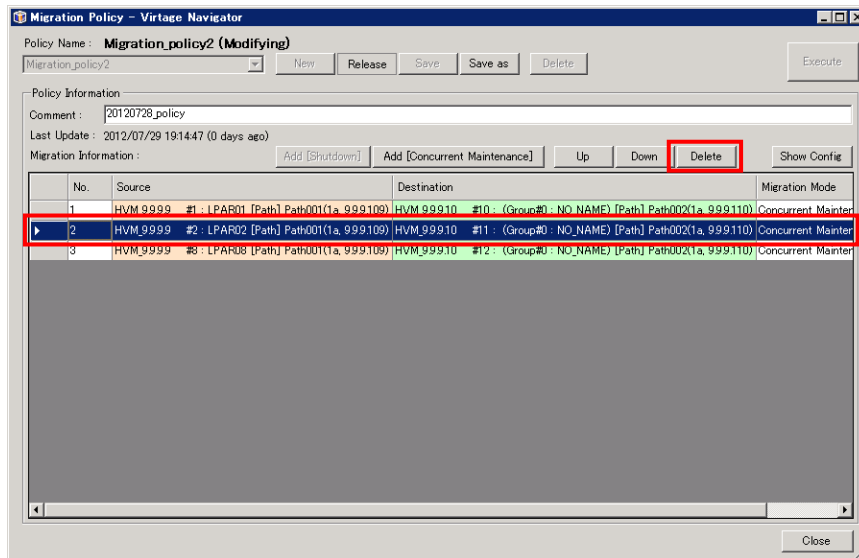 Migration Policy - Virtage Navigator
Policy Name : Migration_policy2 (Modifying)
Migration_policy2 New Release Save Save as Delete Execute
Policy Information
Comment : 20120728_policy
Last Update : 2012/07/29 19:14:47 (0 days ago)
Migration Information : Add [Shutdown] Add [Concurrent Maintenance] Up Down Delete Show Config
No. Source Destination Migration Mode
1 HVM_9.9.9.9 #1 : LPAR01 [Path] Path001(1a, 9.9.9.109) HVM_9.9.9.10 #10 : (Group#0 : NO_NAME) [Path] Path002(1a, 9.9.9.110) Concurrent Mainter
2 HVM_9.9.9.9 #2 : LPAR02 [Path] Path001(1a, 9.9.9.109) HVM_9.9.9.10 #11 : (Group#0 : NO_NAME) [Path] Path002(1a, 9.9.9.110) Concurrent Mainter
3 HVM_9.9.9.9 #8 : LPAR08 [Path] Path001(1a, 9.9.9.109) HVM_9.9.9.10 #12 : (Group#0 : NO_NAME) [Path] Path002(1a, 9.9.9.110) Concurrent Mainter
Close